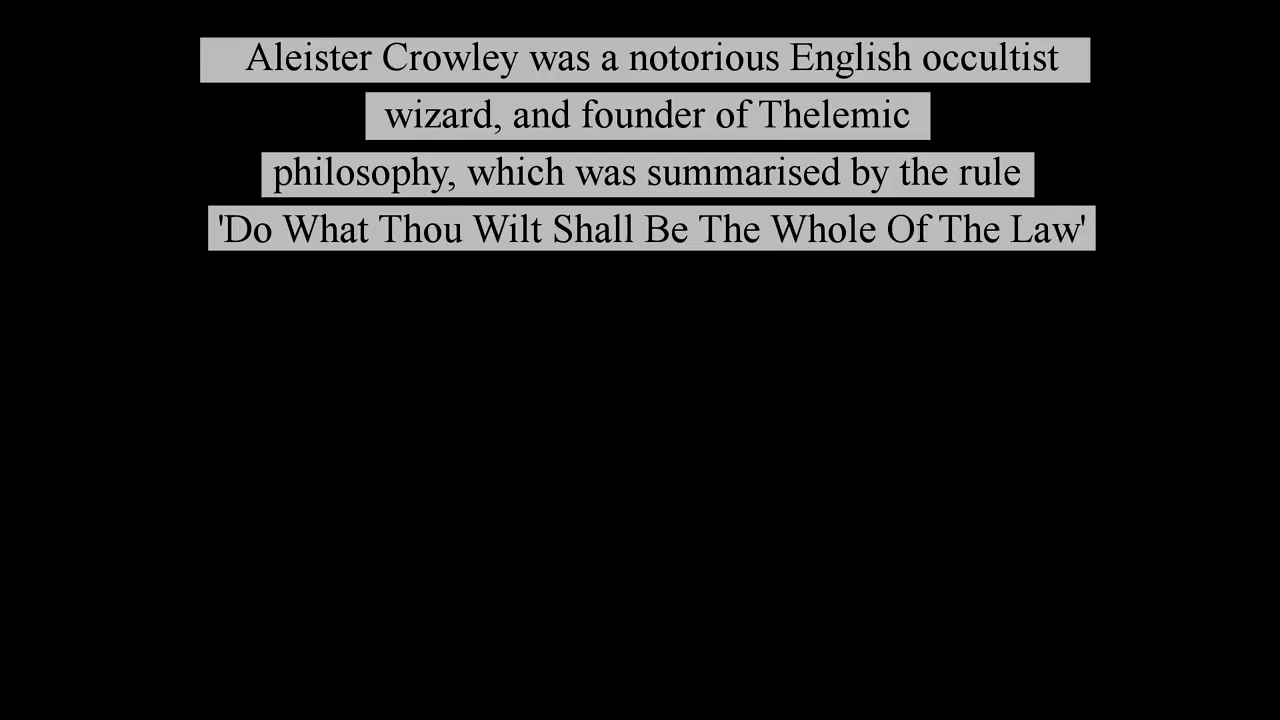 Aleister Crowley was a notorious English occultist
wizard, and founder of Thelemic
philosophy, which was summarised by the rule
'Do What Thou Wilt Shall Be The Whole Of The Law'